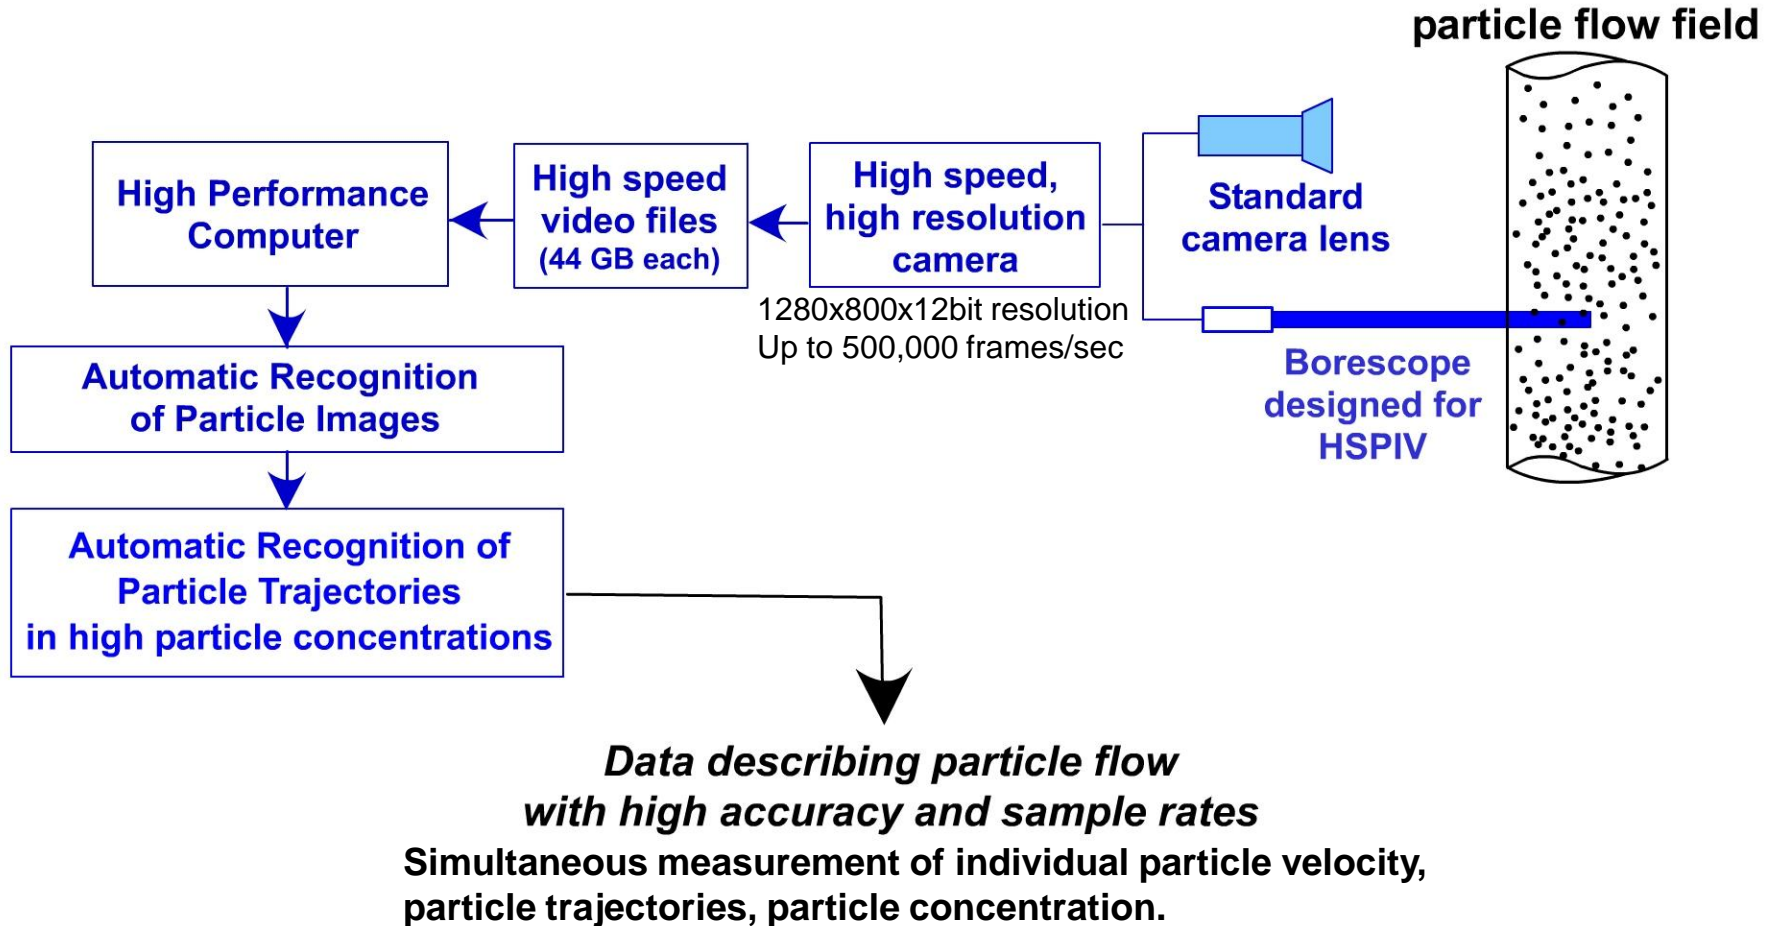 particle flow field
High Performance
Computer
High speed
video files
(44 GB each)
High speed,
high resolution
camera
1280x800x12bit resolution
Up to 500,000 frames/sec
Standard
camera lens
Borescope
designed for
HSPIV
Automatic Recognition
of Particle Images
Automatic Recognition of
Particle Trajectories
in high particle concentrations
Data describing particle flow
with high accuracy and sample rates
Simultaneous measurement of individual particle velocity,
particle trajectories, particle concentration.